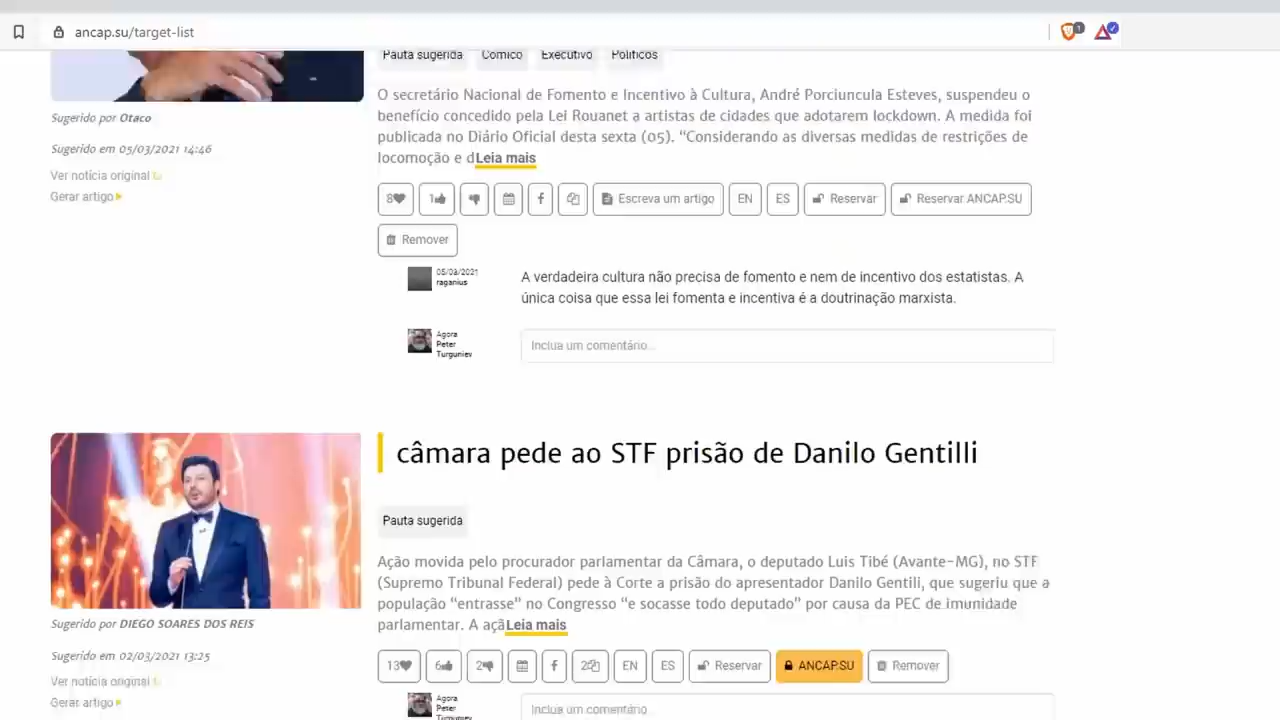 ancap.su/target-list
1
Pauta sugerida Cômico Executivo Políticos
O secretário Nacional de Fomento e Incentivo à Cultura, André Porciuncula Esteves, suspendeu o
benefício concedido pela Lei Rouanet a artistas de cidades que adotarem lockdown. A medida foi
publicada no Diário Oficial desta sexta (05). “Considerando as diversas medidas de restrições de
locomoção e dLeia mais
Sugerido por Otaco
Sugerido em 05/03/2021 14:46
Ver notícia original
Gerar artigo
8 1 Escreva um artigo EN ES Reservar Reservar ANCAP.SU
Remover
05/03/2021
raganius
A verdadeira cultura não precisa de fomento e nem de incentivo dos estatistas. A
única coisa que essa lei fomenta e incentiva é a doutrinação marxista.
Agora
Peter
Turguniev
Inclua um comentário...
câmara pede ao STF prisão de Danilo Gentilli
Pauta sugerida
Ação movida pelo procurador parlamentar da Câmara, o deputado Luis Tibé (Avante-MG), no STF
(Supremo Tribunal Federal) pede à Corte a prisão do apresentador Danilo Gentili, que sugeriu que a
população “entrasse” no Congresso “e socasse todo deputado” por causa da PEC de imunidade
parlamentar. A açãLeia mais
Sugerido por DIEGO SOARES DOS REIS
Sugerido em 02/03/2021 13:25
Ver notícia original
Gerar artigo
13 6 2 2 EN ES Reservar ANCAP.SU Remover
Agora
Peter
Turguniev
Inclua um comentário...